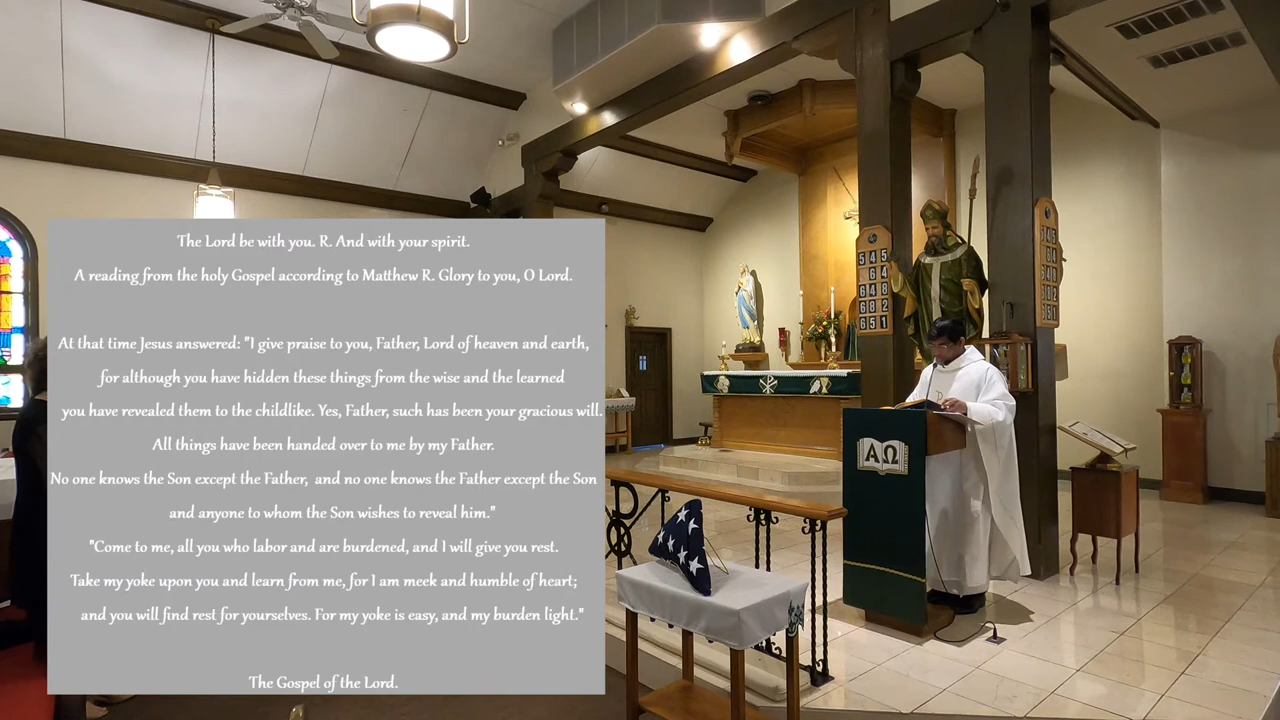 The Lord be with you. R. And with your spirit.
A reading from the holy Gospel according to Matthew R. Glory to you, O Lord.
At that time Jesus answered: "I give praise to you, Father, Lord of heaven and earth,
for although you have hidden these things from the wise and the learned
you have revealed them to the childlike. Yes, Father, such has been your gracious will.
All things have been handed over to me by my Father.
No one knows the Son except the Father, and no one knows the Father except the Son
and anyone to whom the Son wishes to reveal him."
"Come to me, all you who labor and are burdened, and I will give you rest.
Take my yoke upon you and learn from me, for I am meek and humble of heart;
and you will find rest for yourselves. For my yoke is easy, and my burden light."
The Gospel of the Lord.
545
64
648
682
651
ΑΩ